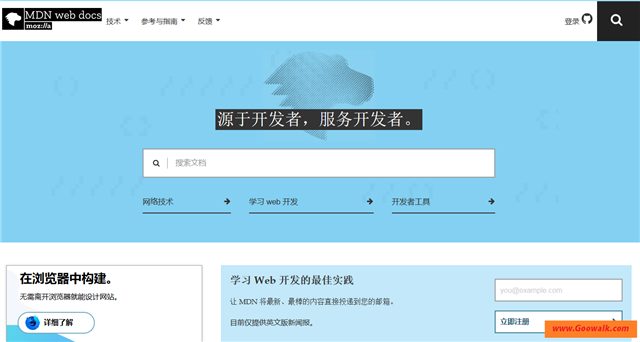 MDN web docs
moz://a
技术 参考与指南 反馈 登录
源于开发者，服务开发者。
搜索文档
网络技术 学习 web 开发 开发者工具
在浏览器中构建。
无需离开浏览器就能设计网站。
详细了解
学习 Web 开发的最佳实践
让 MDN 将最新、最棒的内容直接投递到您的邮箱。
目前仅提供英文版新闻报。
you@example.com
立即注册
www.Goowalk.com